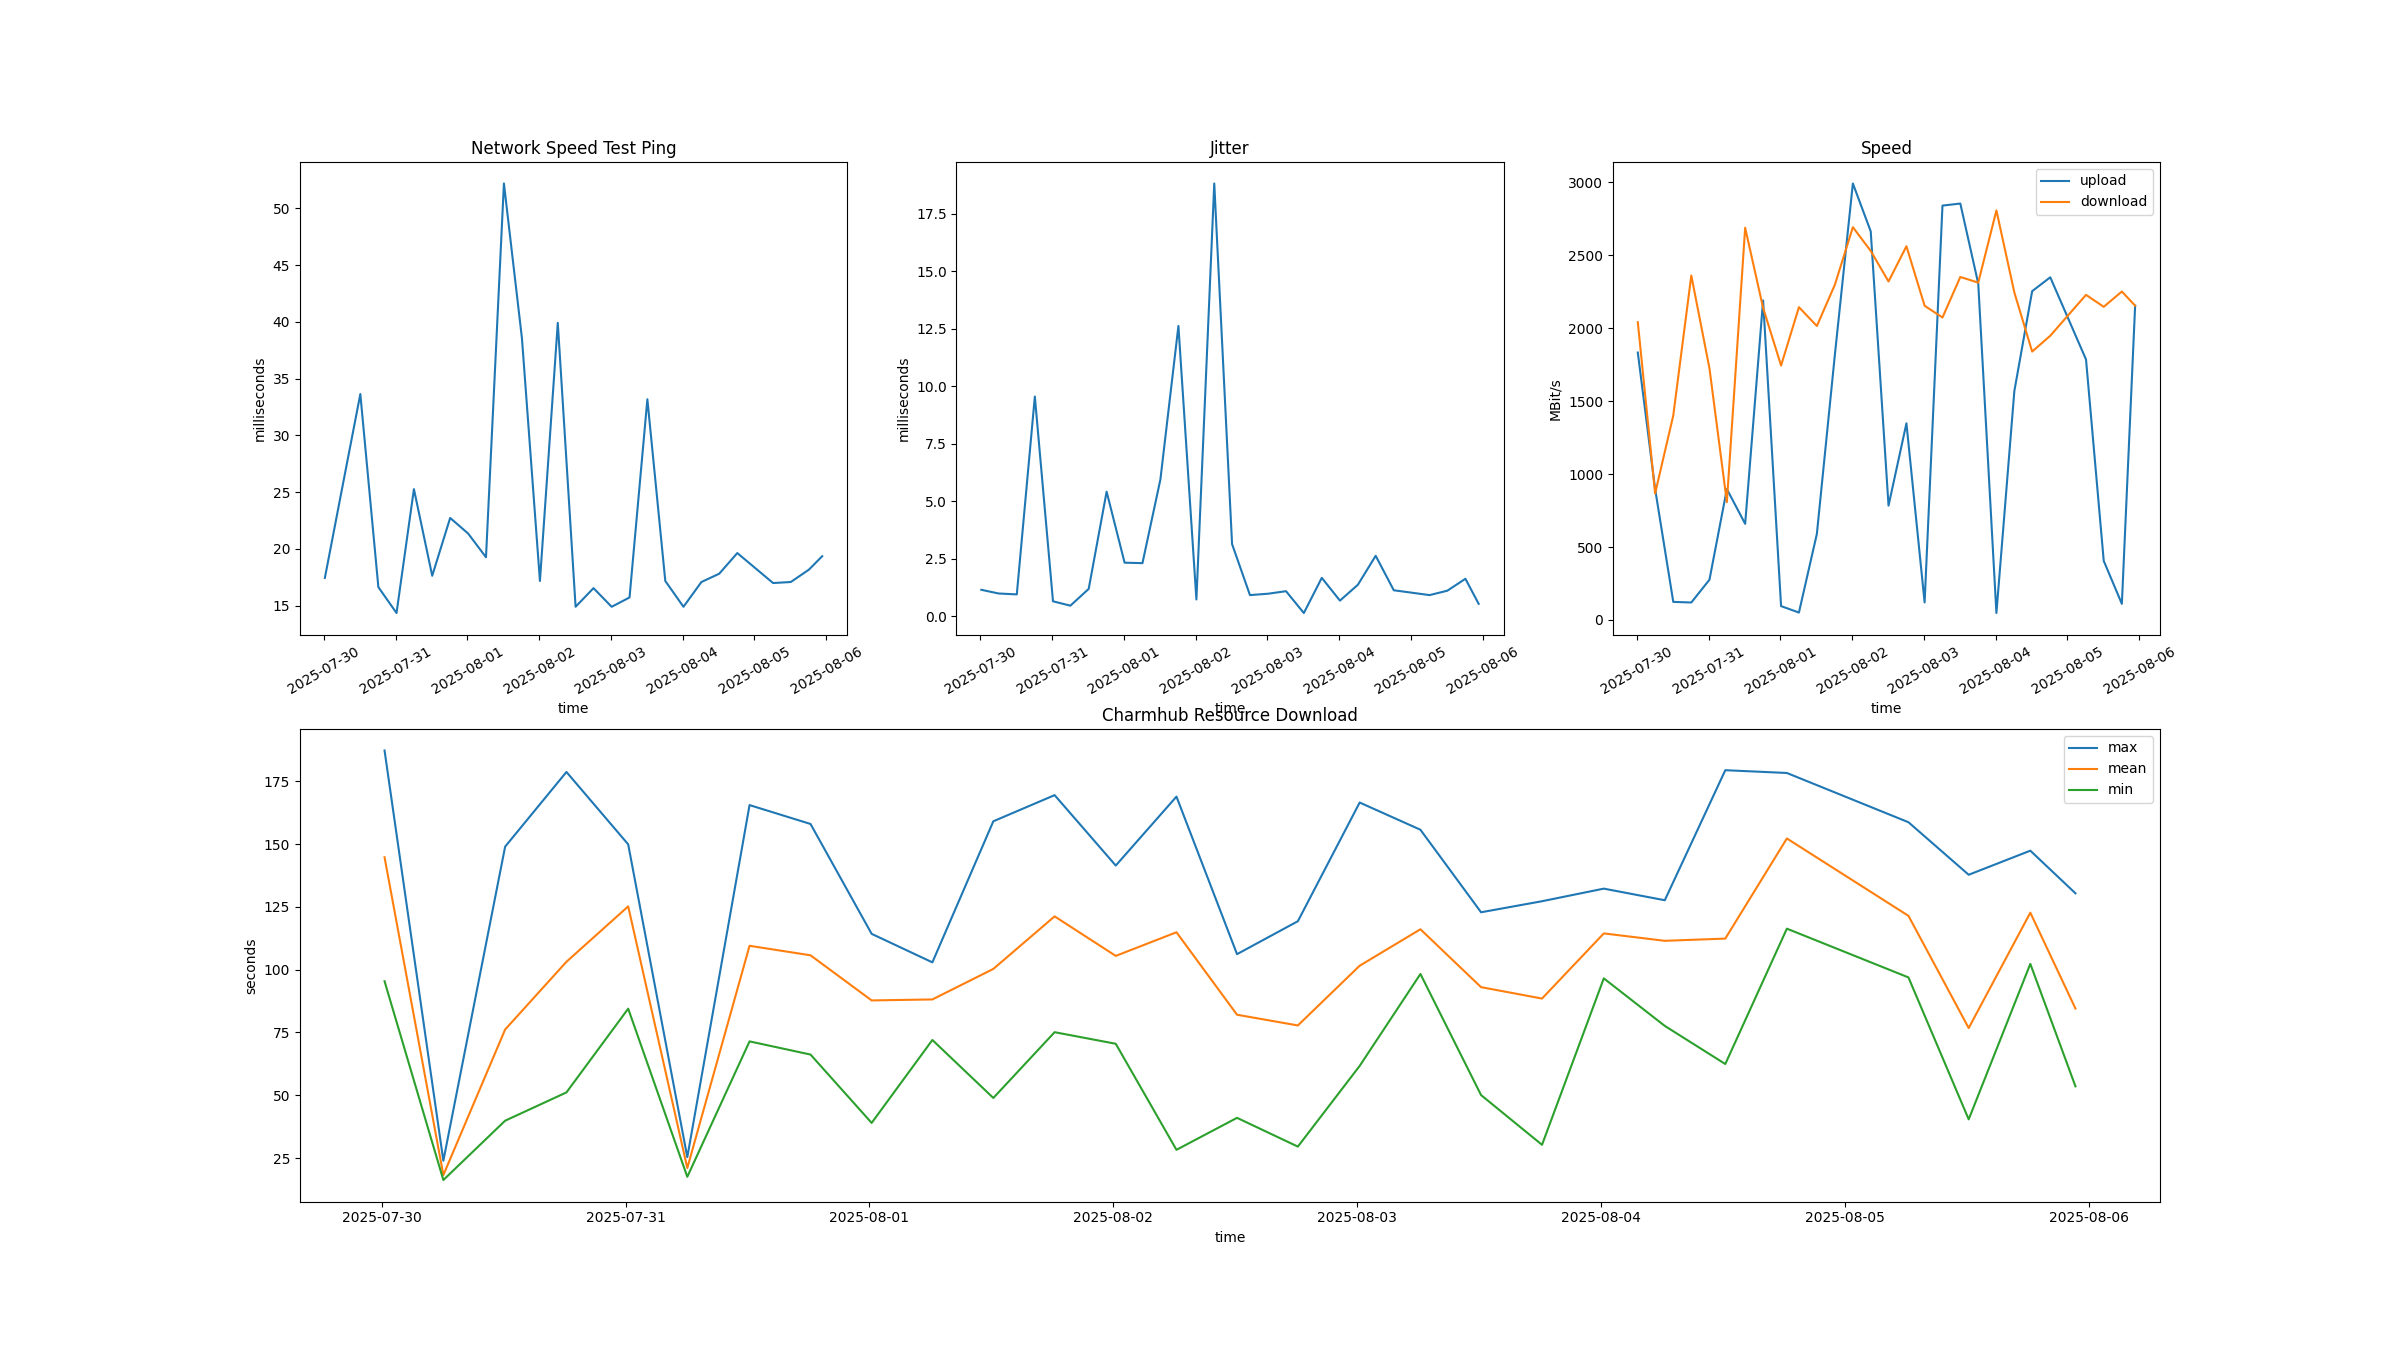 Network Speed Test Ping
milliseconds
50
45
40
35
30
25
20
15
2025-07-30 2025-07-31 2025-08-01 2025-08-02 2025-08-03 2025-08-04 2025-08-05 2025-08-06
time
Jitter
milliseconds
17.5
15.0
12.5
10.0
7.5
5.0
2.5
0.0
2025-07-30 2025-07-31 2025-08-01 2025-08-02 2025-08-03 2025-08-04 2025-08-05 2025-08-06
time
Speed
MBit/s
3000
2500
2000
1500
1000
500
0
upload
download
2025-07-30 2025-07-31 2025-08-01 2025-08-02 2025-08-03 2025-08-04 2025-08-05 2025-08-06
time
Charmhub Resource Download
seconds
175
150
125
100
75
50
25
max
mean
min
2025-07-30 2025-07-31 2025-08-01 2025-08-02 2025-08-03 2025-08-04 2025-08-05 2025-08-06
time